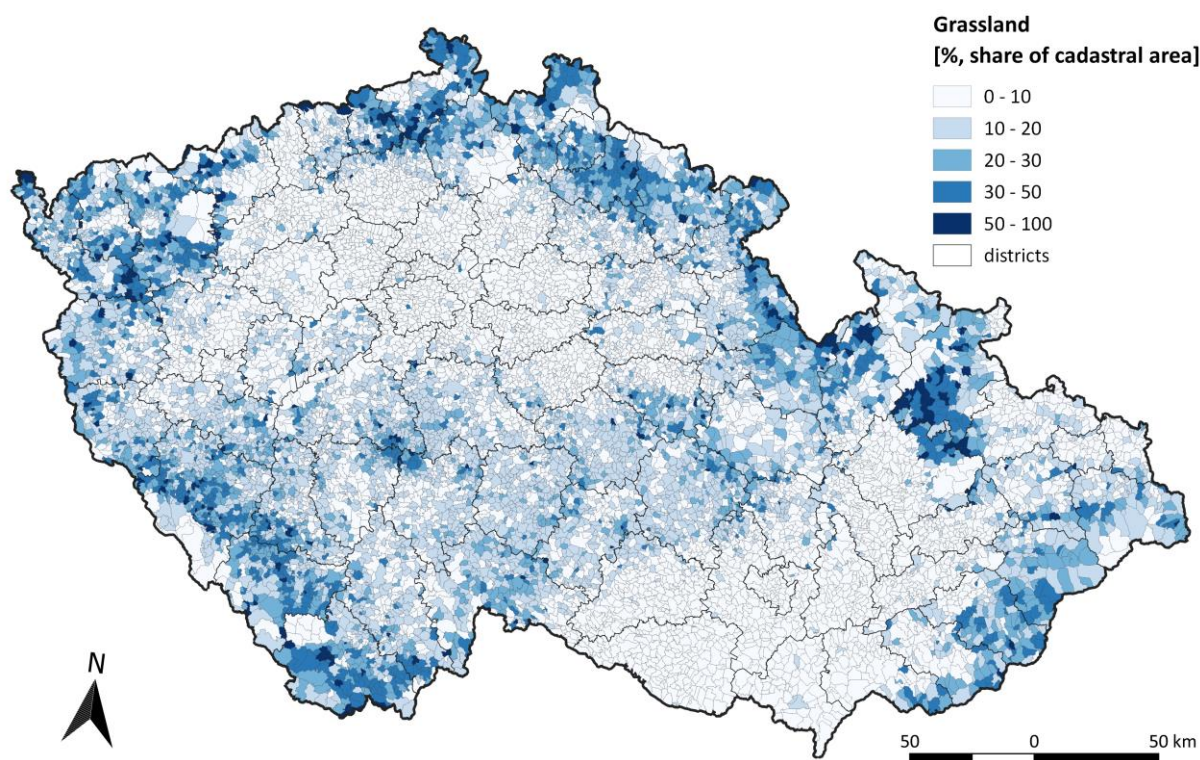 Grassland
[%, share of cadastral area]
0 - 10
10 - 20
20 - 30
30 - 50
50 - 100
districts
N
50 0 50 km